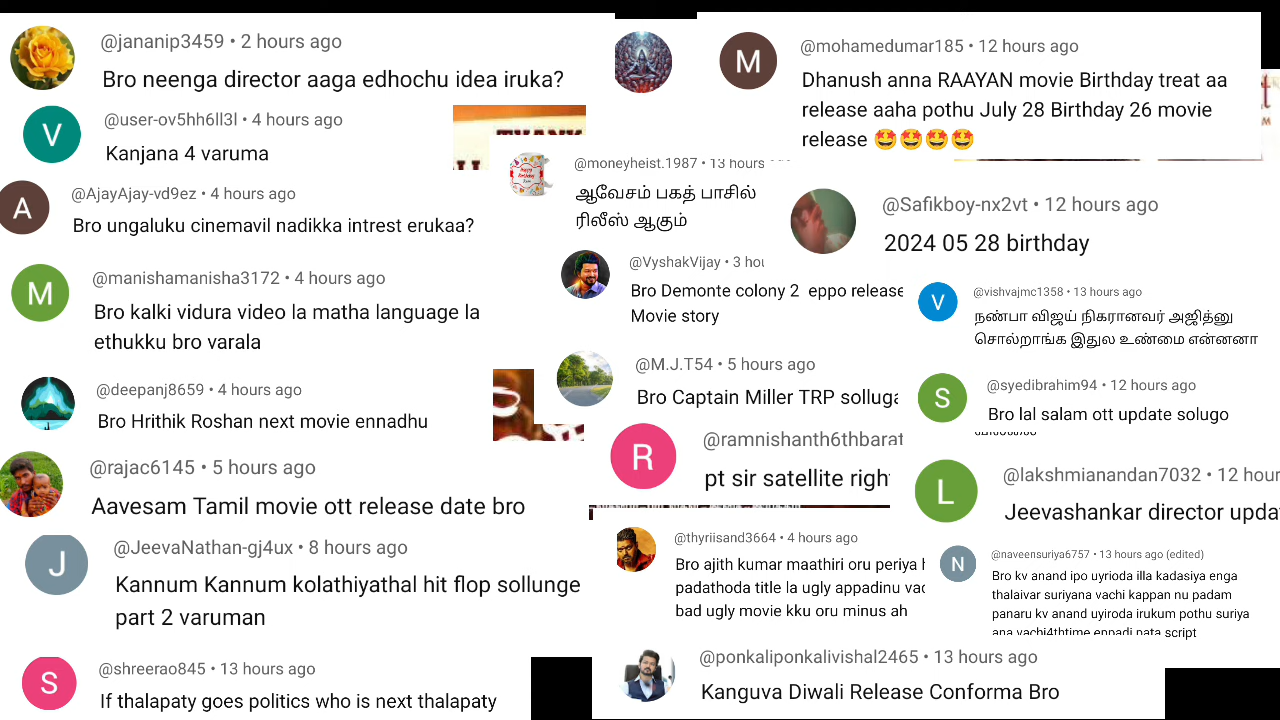 @jananip3459 • 2 hours ago
Bro neenga director aaga edhochu idea iruka?
V
@user-ov5hh6ll3l • 4 hours ago
Kanjana 4 varuma
A
@AjayAjay-vd9ez • 4 hours ago
Bro ungaluku cinemavil nadikka intrest erukaa?
M
@manishamanisha3172 • 4 hours ago
Bro kalki vidura video la matha language la
ethukku bro varala
@deepanj8659 • 4 hours ago
Bro Hrithik Roshan next movie ennadhu
@rajac6145 • 5 hours ago
Aavesam Tamil movie ott release date bro
J
@JeevaNathan-gj4ux • 8 hours ago
Kannum Kannum kolathiyathal hit flop sollunge
part 2 varuman
S
@shreerao845 • 13 hours ago
If thalapaty goes politics who is next thalapaty
@moneyheist.1987 • 13 hours
ஆவேசம் பகத் பாசில்
ரிலீஸ் ஆகும்
@VyshakVijay • 3 hou
Bro Demonte colony 2 eppo release
Movie story
@M.J.T54 • 5 hours ago
Bro Captain Miller TRP solluga
R
@ramnishanth6thbarat
pt sir satellite righ
@thyriisand3664 • 4 hours ago
Bro ajith kumar maathiri oru periya h
padathoda title la ugly appadinu vac
bad ugly movie kku oru minus ah
@ponkaliponkalivishal2465 • 13 hours ago
Kanguva Diwali Release Conforma Bro
M
@mohamedumar185 • 12 hours ago
Dhanush anna RAAYAN movie Birthday treat aa
release aaha pothu July 28 Birthday 26 movie
release 🤩🤩🤩🤩
@Safikboy-nx2vt • 12 hours ago
2024 05 28 birthday
V
@vishvajmc1358 • 13 hours ago
நண்பா விஜய் நிகரானவர் அஜித்னு
சொல்றாங்க இதுல உண்மை என்னனா
S
@syedibrahim94 • 12 hours ago
Bro lal salam ott update solugo
L
@lakshmianandan7032 • 12 hour
Jeevashankar director upda
N
@naveensuriya6757 • 13 hours ago (edited)
Bro kv anand ipo uyrioda illa kadasiya enga
thalaivar suriyana vachi kappan nu padam
panaru kv anand uyiroda irukum pothu suriya
ana vachi4thtime enpadi pata script